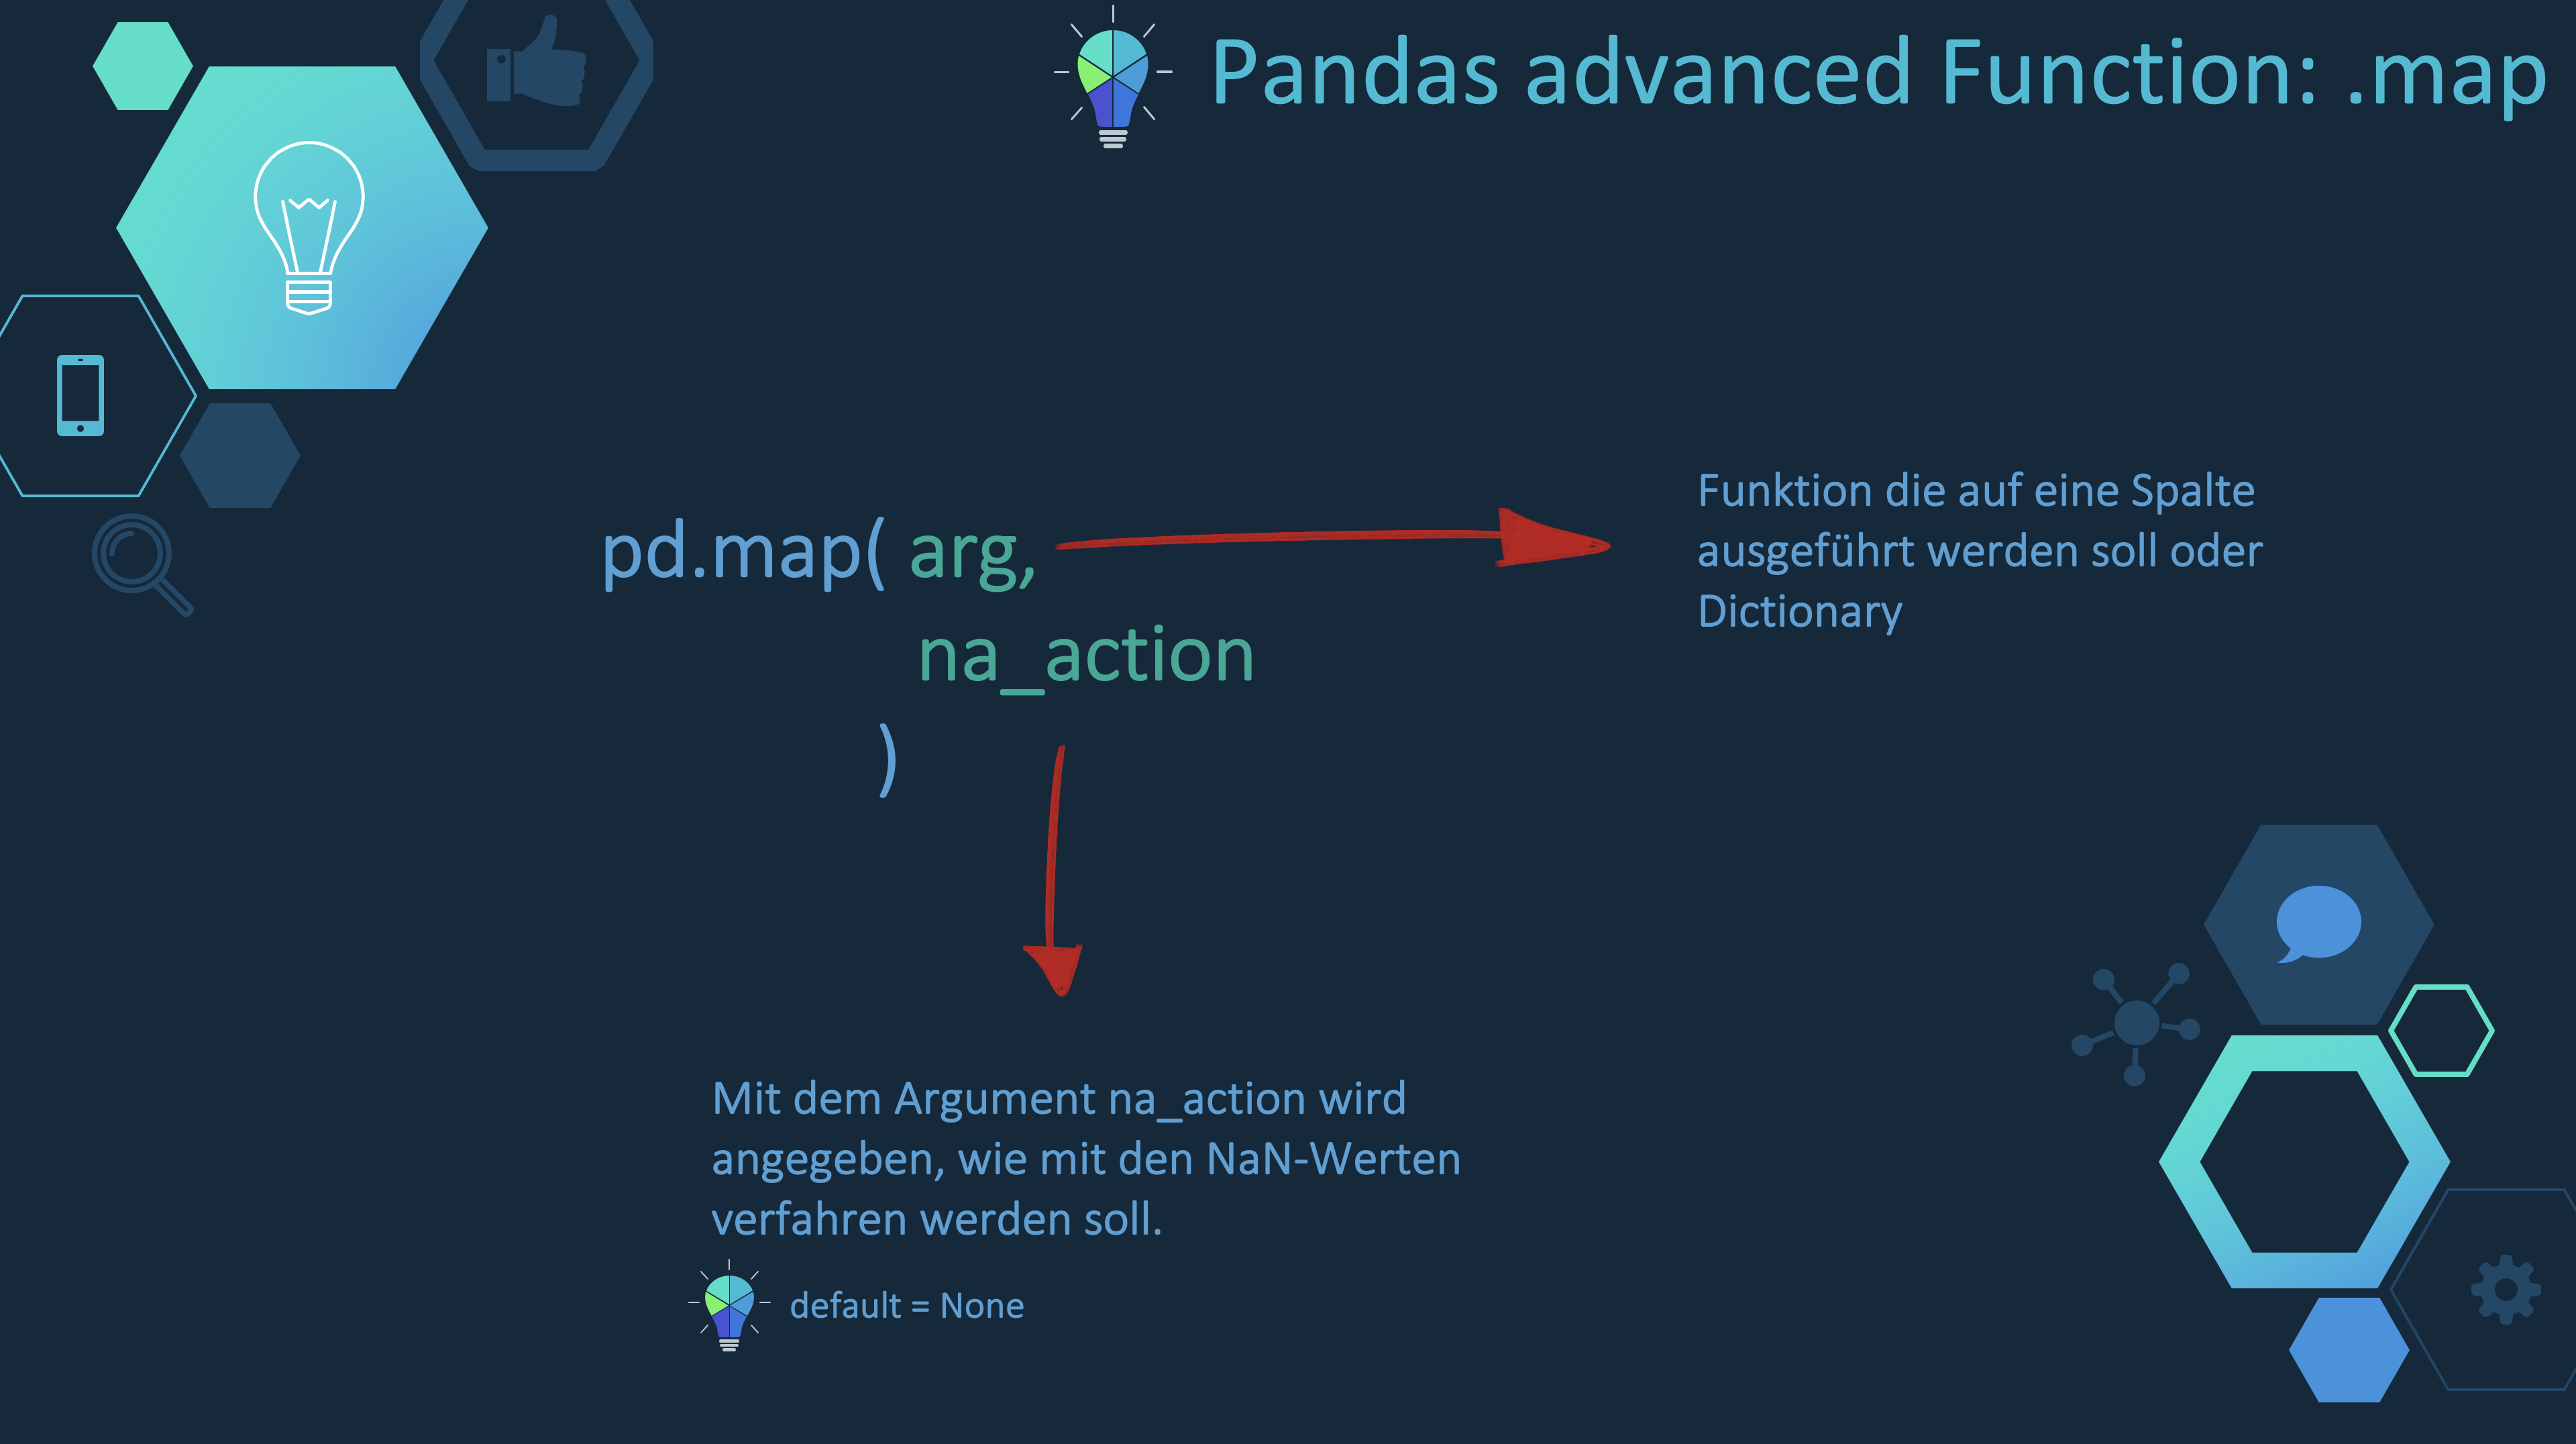 Pandas advanced Function: .map
pd.map( arg,
na_action
)
Funktion die auf eine Spalte
ausgeführt werden soll oder
Dictionary
Mit dem Argument na_action wird
angegeben, wie mit den NaN-Werten
verfahren werden soll.
default = None